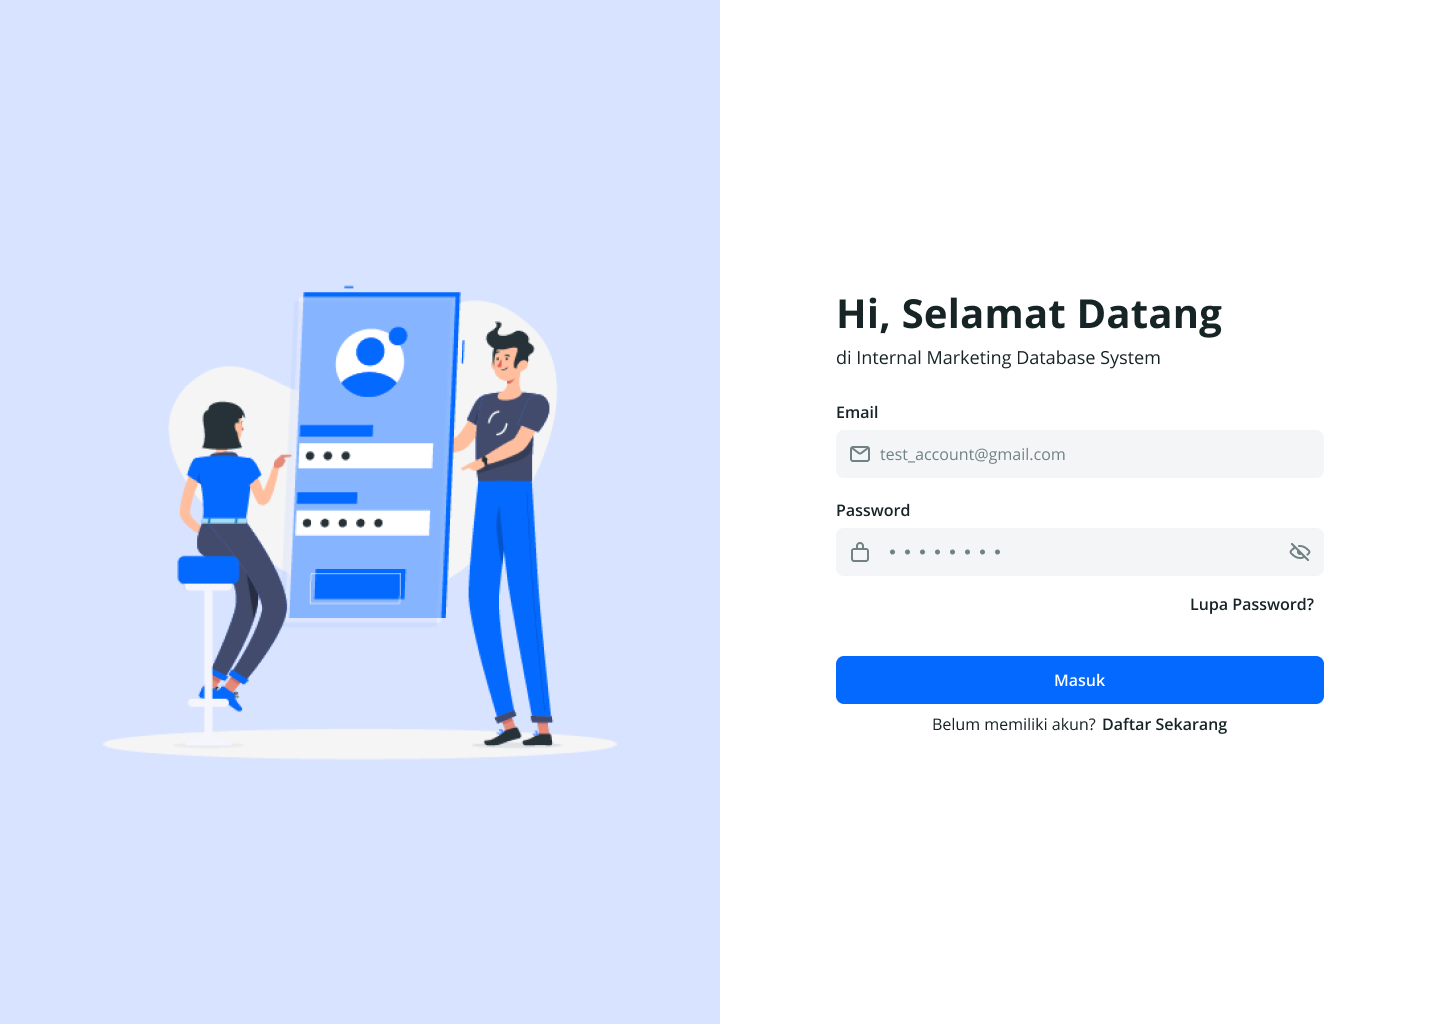 Hi, Selamat Datang
di Internal Marketing Database System
Email
test_account@gmail.com
Password
Lupa Password?
Masuk
Belum memiliki akun? Daftar Sekarang